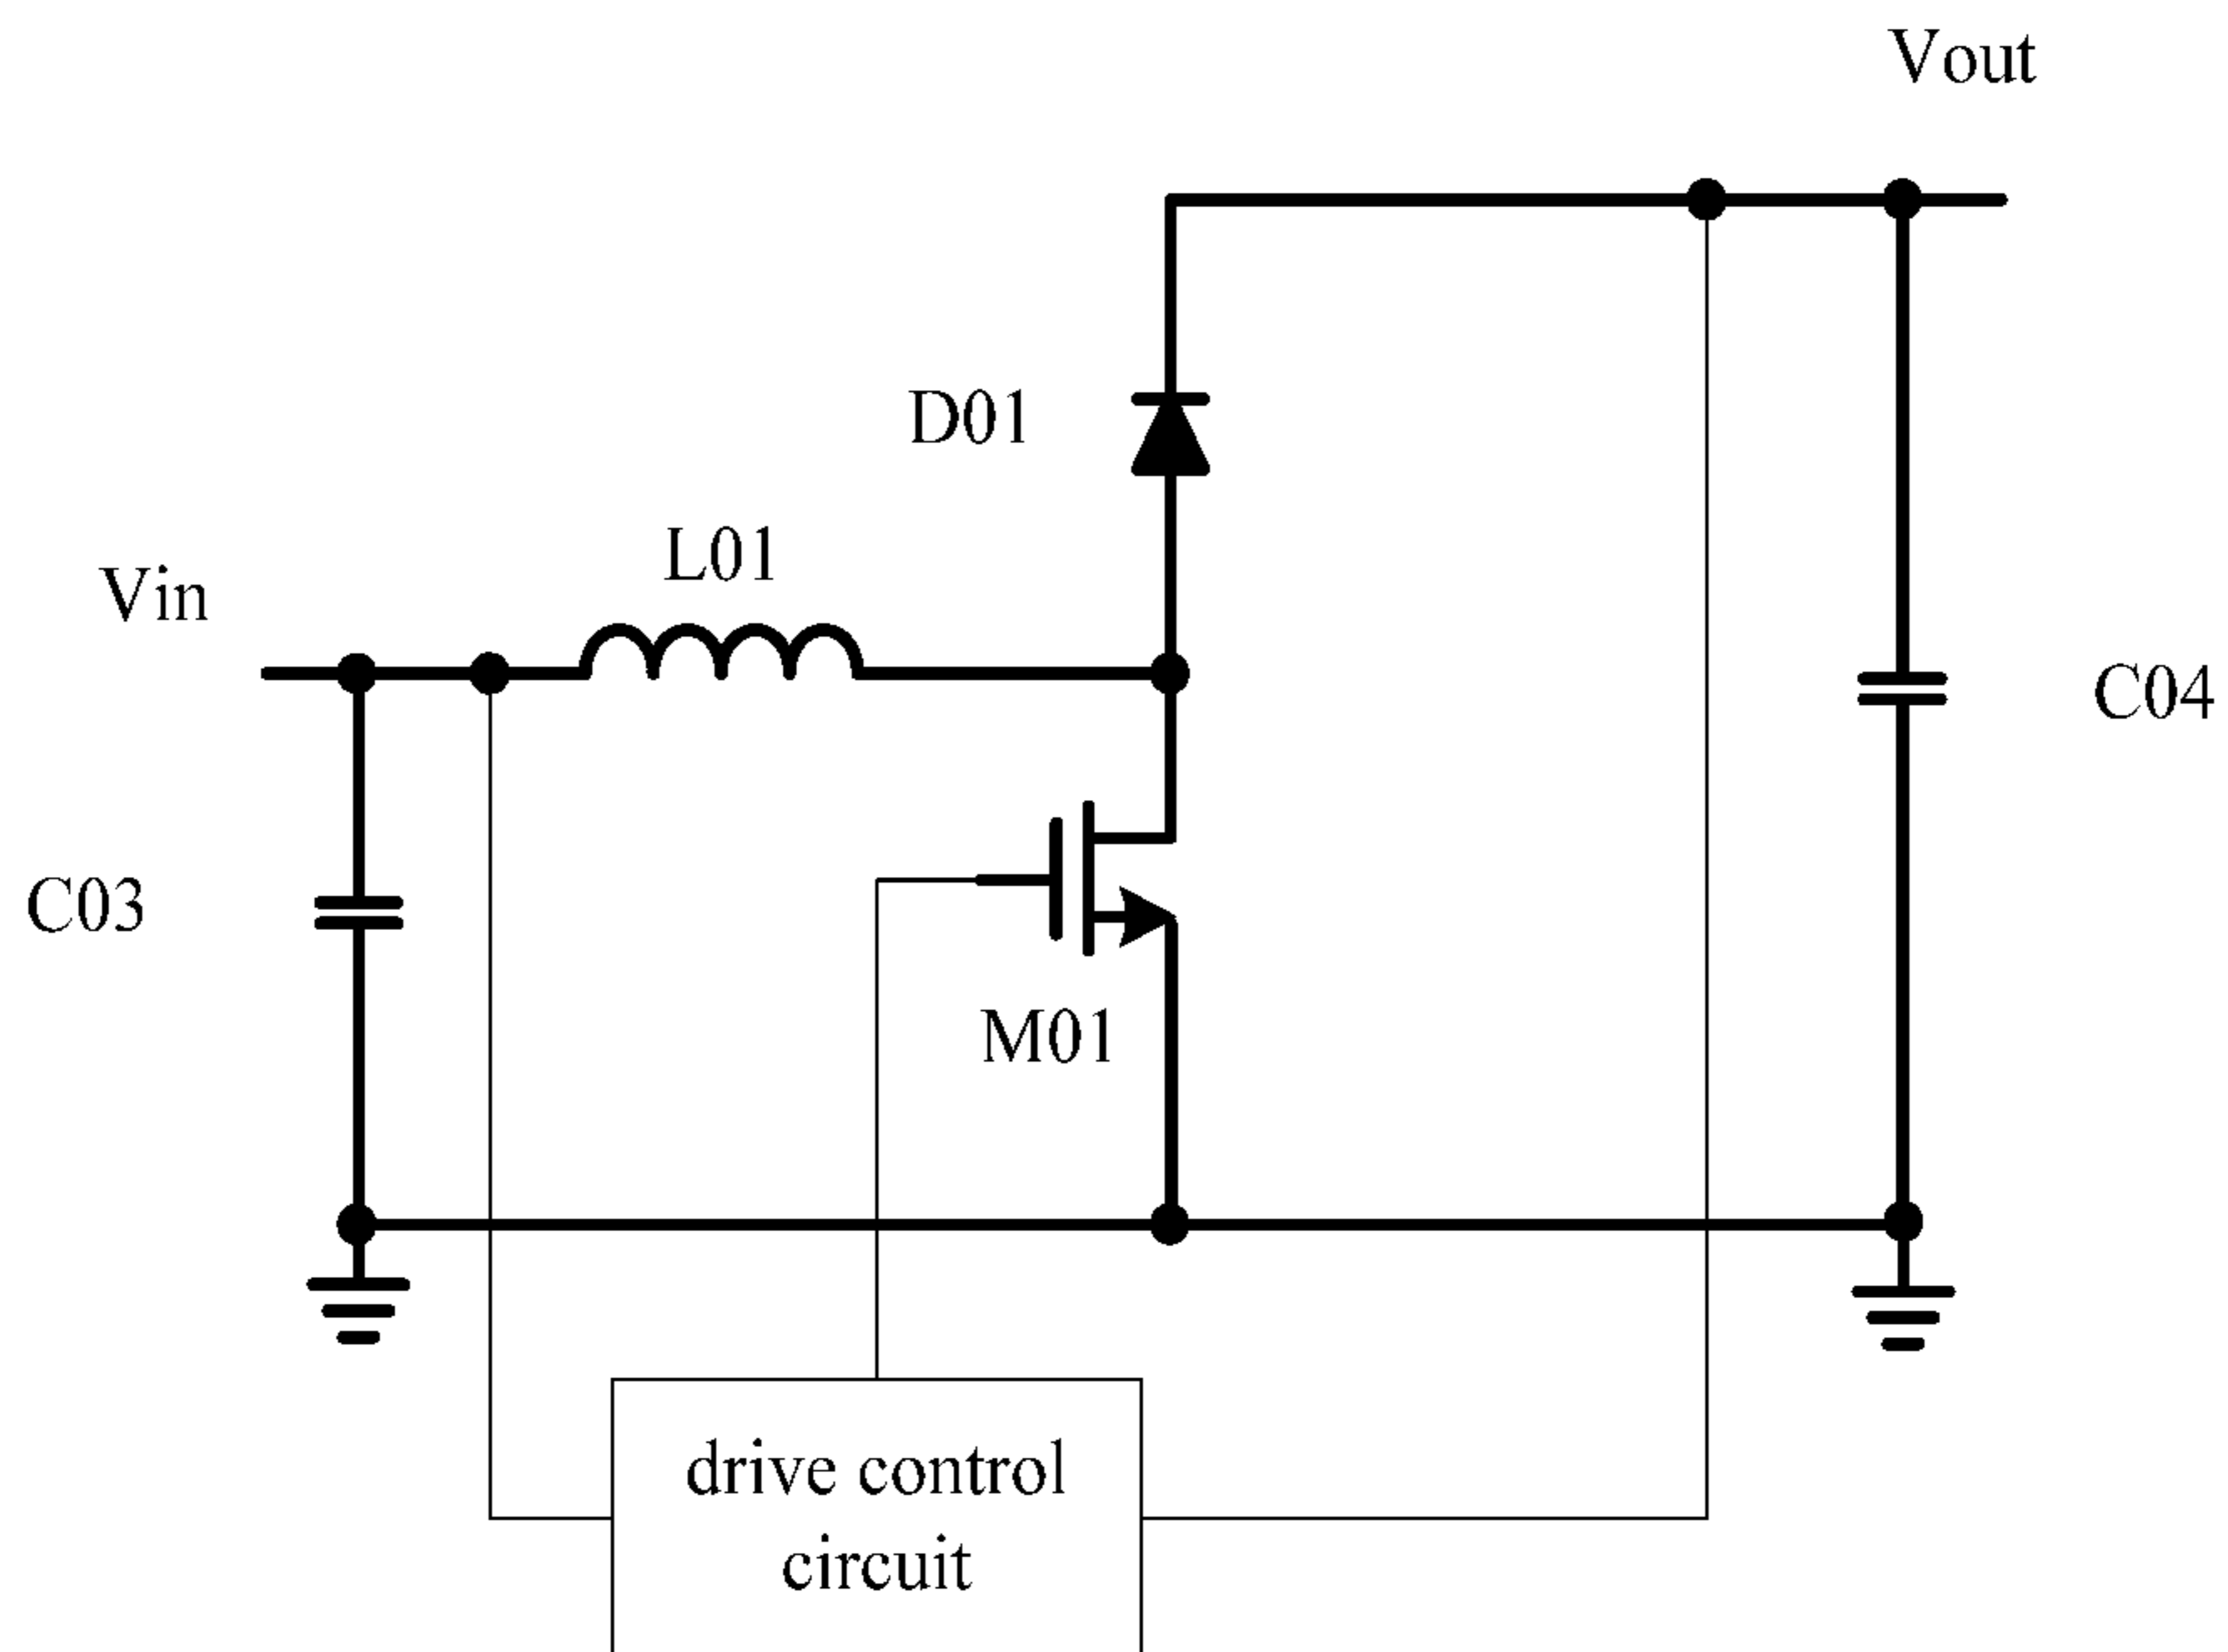 Vout
D01
L01
Vin
C04
C03
M01
drive control
circuit